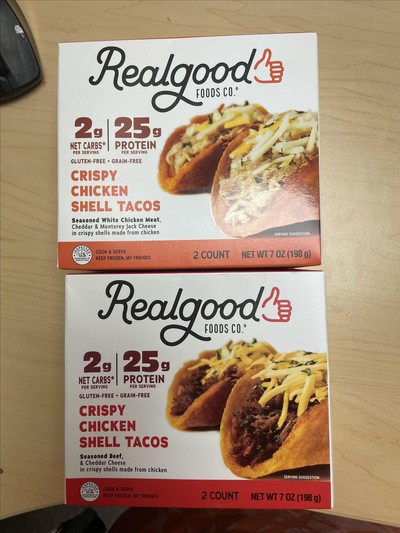 Realgood
FOODS CO.®
2g
NET CARBS*
PER SERVING
25g
PROTEIN
PER SERVING
GLUTEN-FREE • GRAIN-FREE
CRISPY
CHICKEN
SHELL TACOS
Seasoned White Chicken Meat,
Cheddar & Monterey Jack Cheese
in crispy shells made from chicken
SERVING SUGGESTION
COOK & SERVE
KEEP FROZEN, MY FRIENDS
2 COUNT NET WT 7 OZ (198 g)
Realgood
FOODS CO.®
2g
NET CARBS*
PER SERVING
25g
PROTEIN
PER SERVING
GLUTEN-FREE • GRAIN-FREE
CRISPY
CHICKEN
SHELL TACOS
Seasoned Beef,
& Cheddar Cheese
in crispy shells made from chicken
SERVING SUGGESTION
COOK & SERVE
KEEP FROZEN, MY FRIENDS
2 COUNT NET WT 7 OZ (198 g)